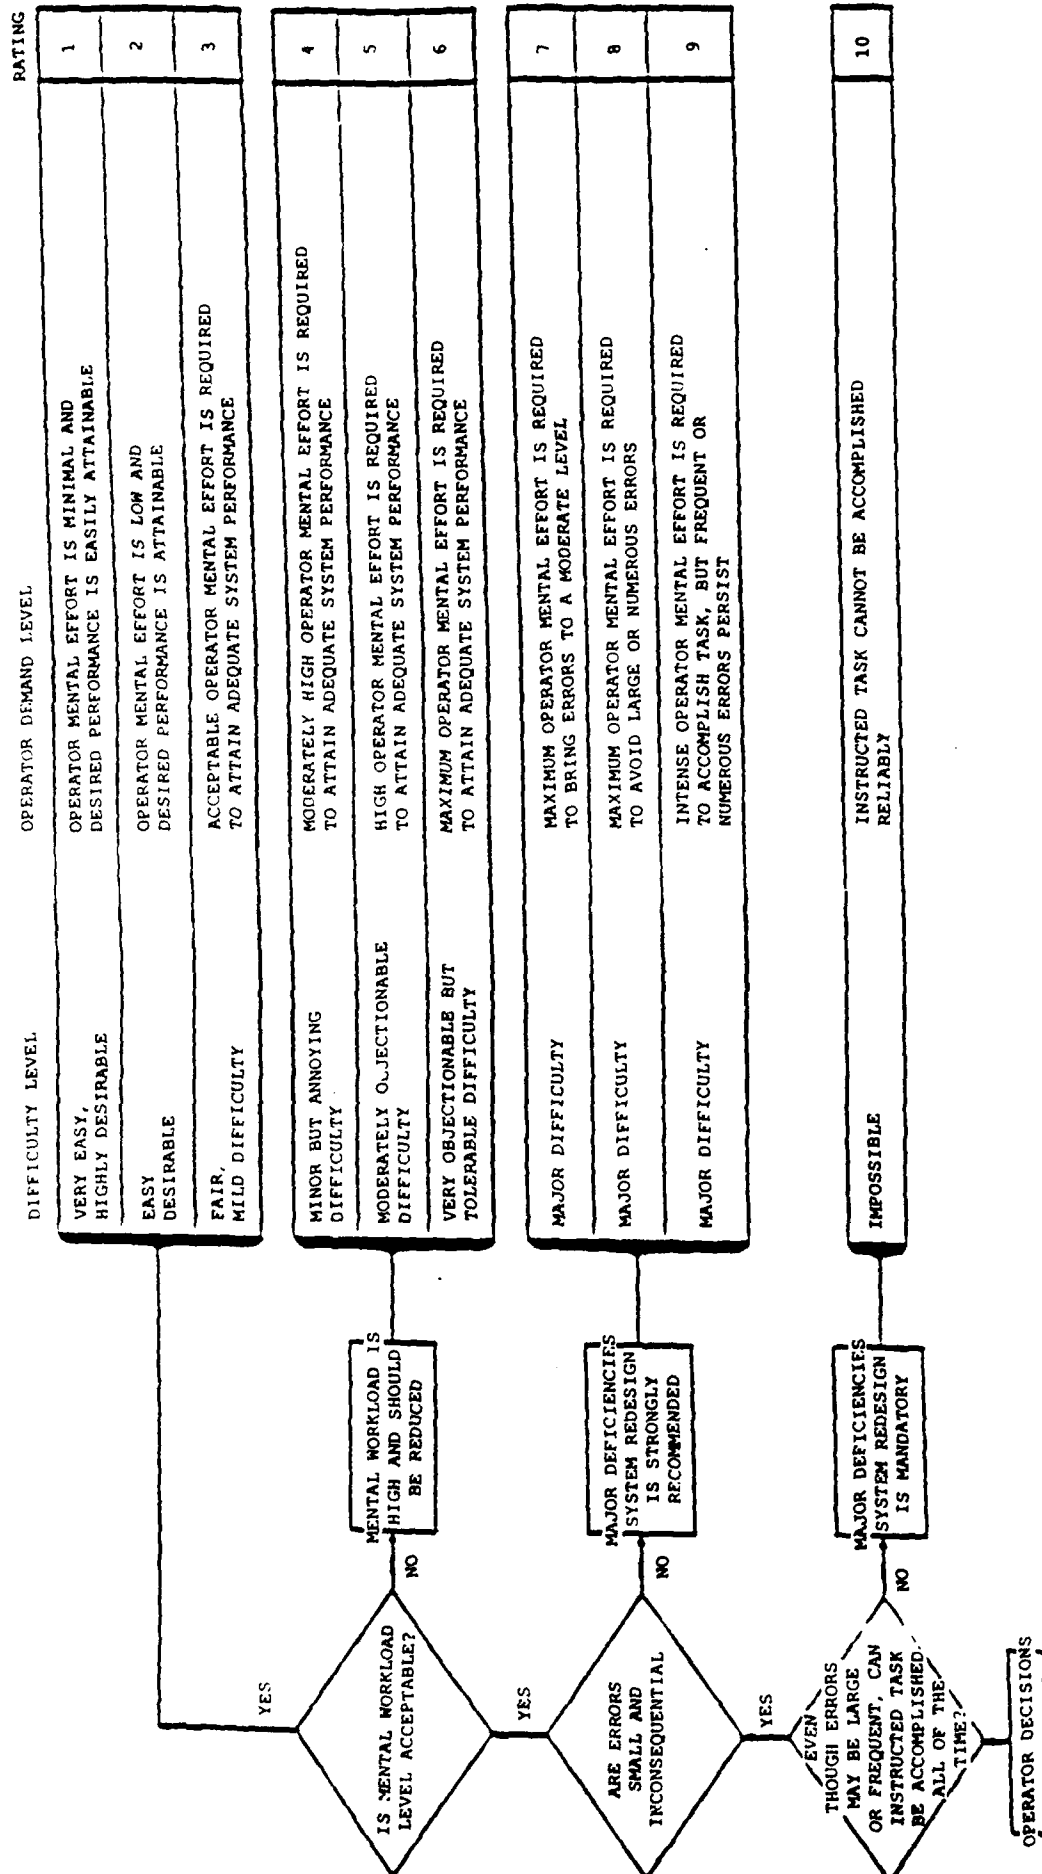 DIFFICULTY LEVEL
OPERATOR DEMAND LEVEL
RATING
VERY EASY,
HIGHLY DESIRABLE
OPERATOR MENTAL EFFORT IS MINIMAL AND
DESIRED PERFORMANCE IS EASILY ATTAINABLE
1
EASY
DESIRABLE
OPERATOR MENTAL EFFORT IS LOW AND
DESIRED PERFORMANCE IS ATTAINABLE
2
FAIR,
MILD DIFFICULTY
ACCEPTABLE OPERATOR MENTAL EFFORT IS REQUIRED
TO ATTAIN ADEQUATE SYSTEM PERFORMANCE
3
YES
IS MENTAL WORKLOAD
LEVEL ACCEPTABLE?
NO
MENTAL WORKLOAD IS
HIGH AND SHOULD
BE REDUCED
MINOR BUT ANNOYING
DIFFICULTY
MODERATELY HIGH OPERATOR MENTAL EFFORT IS REQUIRED
TO ATTAIN ADEQUATE SYSTEM PERFORMANCE
4
MODERATELY
DIFFICULTY
HIGH OPERATOR MENTAL EFFORT IS REQUIRED
TO ATTAIN ADEQUATE SYSTEM PERFORMANCE
5
VERY OBJECTIONABLE BUT
TOLERABLE DIFFICULTY
MAXIMUM OPERATOR MENTAL EFFORT IS REQUIRED
TO ATTAIN ADEQUATE SYSTEM PERFORMANCE
6
YES
ARE ERRORS
SMALL AND
INCONSEQUENTIAL
NO
MAJOR DEFICIENCIES
SYSTEM REDESIGN
IS STRONGLY
RECOMMENDED
MAJOR DIFFICULTY
MAXIMUM OPERATOR MENTAL EFFORT IS REQUIRED
TO BRING ERRORS TO A MODERATE LEVEL
7
MAJOR DIFFICULTY
MAXIMUM OPERATOR MENTAL EFFORT IS REQUIRED
TO AVOID LARGE OR NUMEROUS ERRORS
8
MAJOR DIFFICULTY
INTENSE OPERATOR MENTAL EFFORT IS REQUIRED
TO ACCOMPLISH TASK, BUT FREQUENT OR
NUMEROUS ERRORS PERSIST
9
YES
EVEN
THOUGH ERRORS
MAY BE LARGE
OR FREQUENT, CAN
INSTRUCTED TASK
BE ACCOMPLISHED
ALL OF THE
TIME?
NO
MAJOR DEFICIENCIES
SYSTEM REDESIGN
IS MANDATORY
IMPOSSIBLE
INSTRUCTED TASK CANNOT BE ACCOMPLISHED
RELIABLY
10
OPERATOR DECISIONS